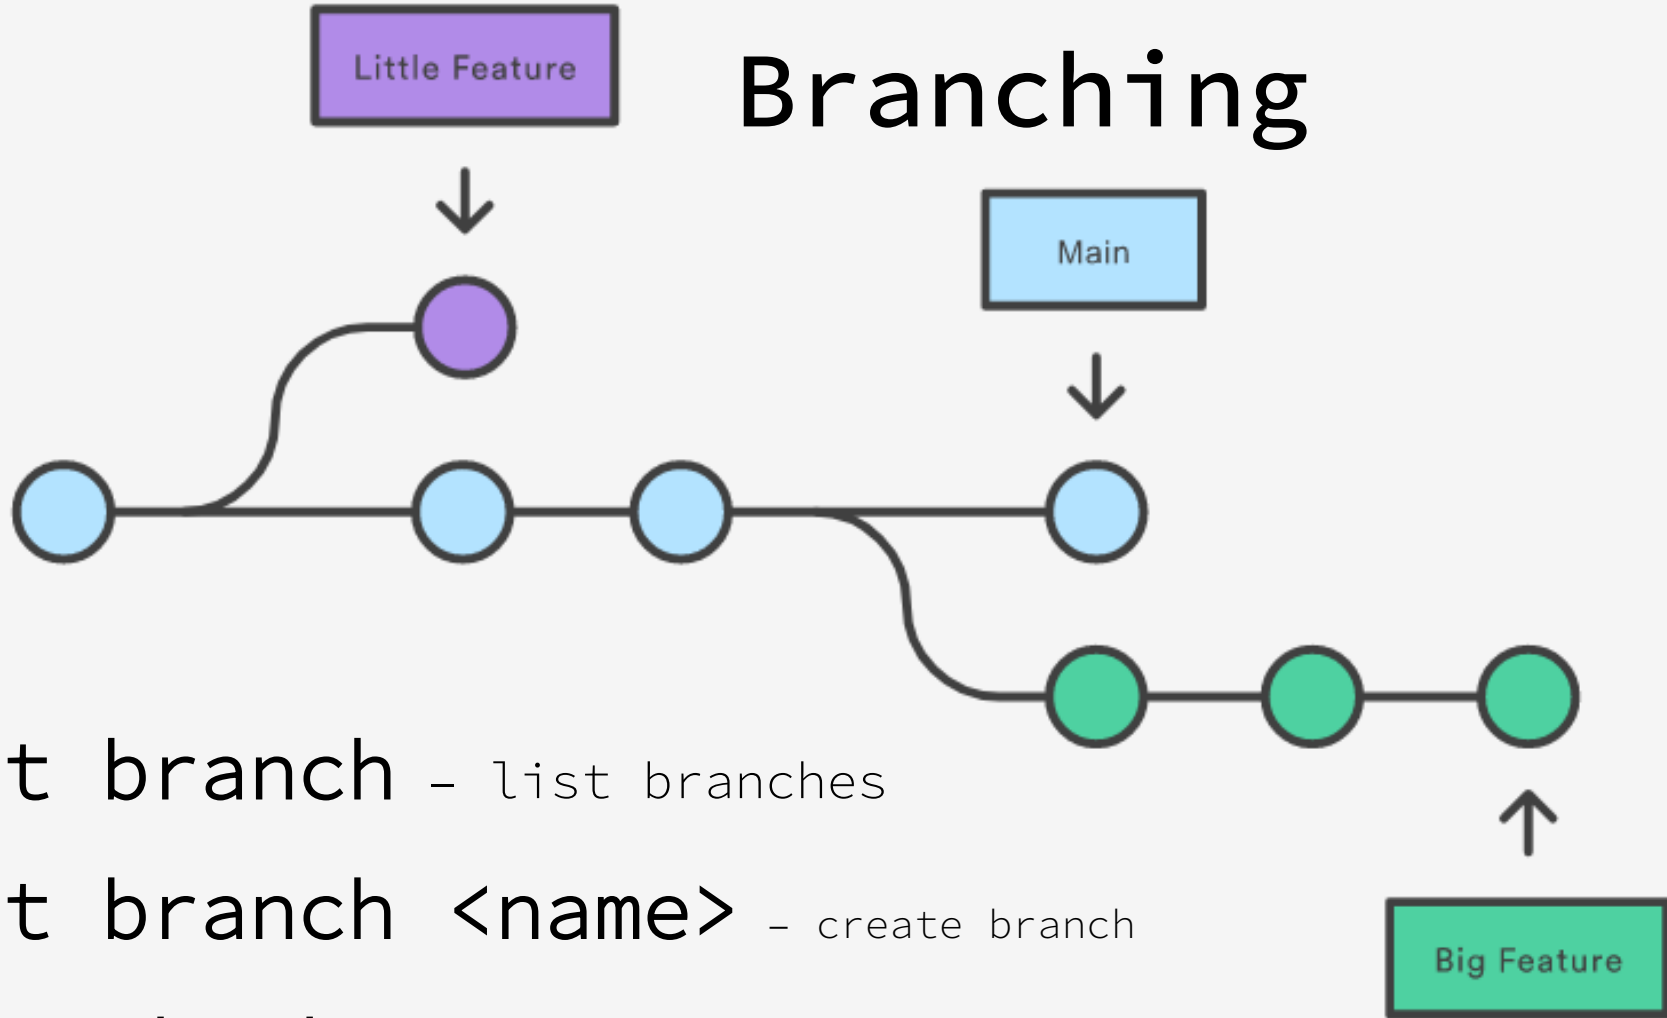 Little Feature
Branching
Main
t branch – list branches
t branch <name> – create branch
Big Feature